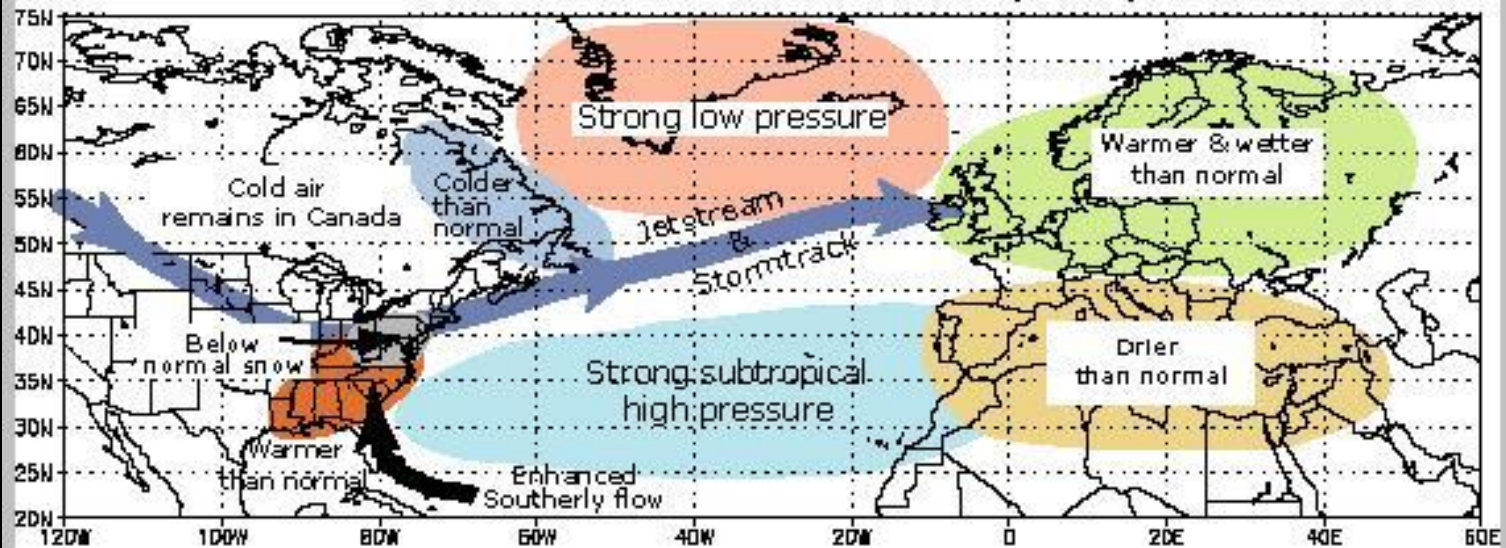 75N
70N
65N
60N
55N
50N
45N
40N
35N
30N
25N
20N
120W
100W
80W
60W
40W
20W
0
20E
40E
60E
Strong low pressure
Warmer & wetter
than normal
Cold air
remains in Canada
Colder
than
normal
Jetstream
&
Stormtrack
Below
normal snow
Strong subtropical
high pressure
Drier
than normal
Warmer
than normal
Enhanced
Southerly flow